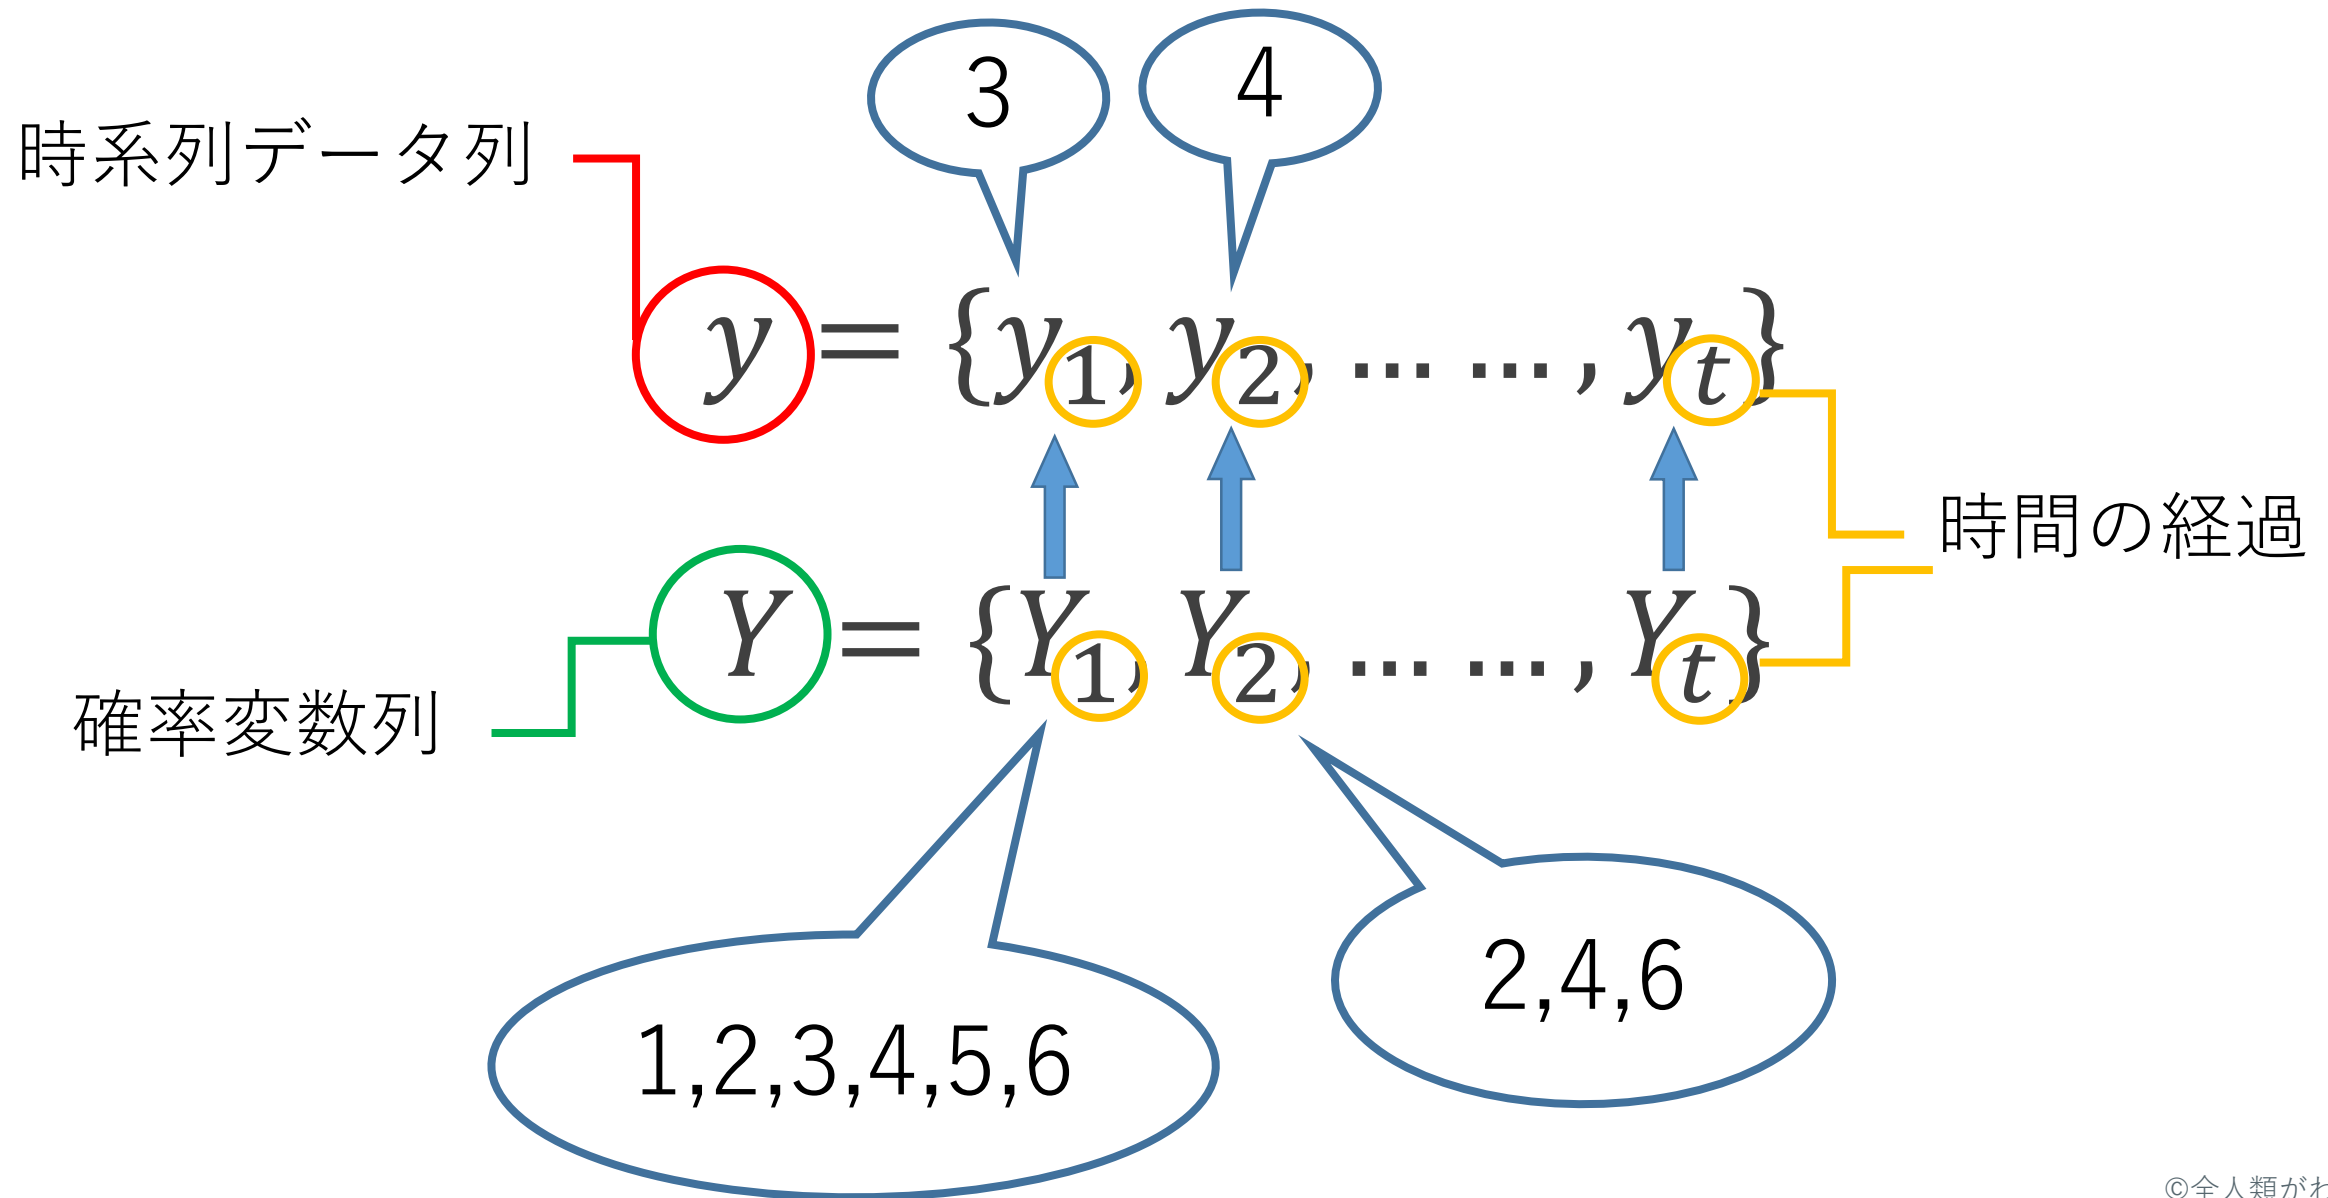 3
4
時系列データ列
y = {y₁, y₂, … … , yₜ}
時間の経過
Y = {Y₁, Y₂, … … , Yₜ}
確率変数列
2,4,6
1,2,3,4,5,6
©全人類がわ